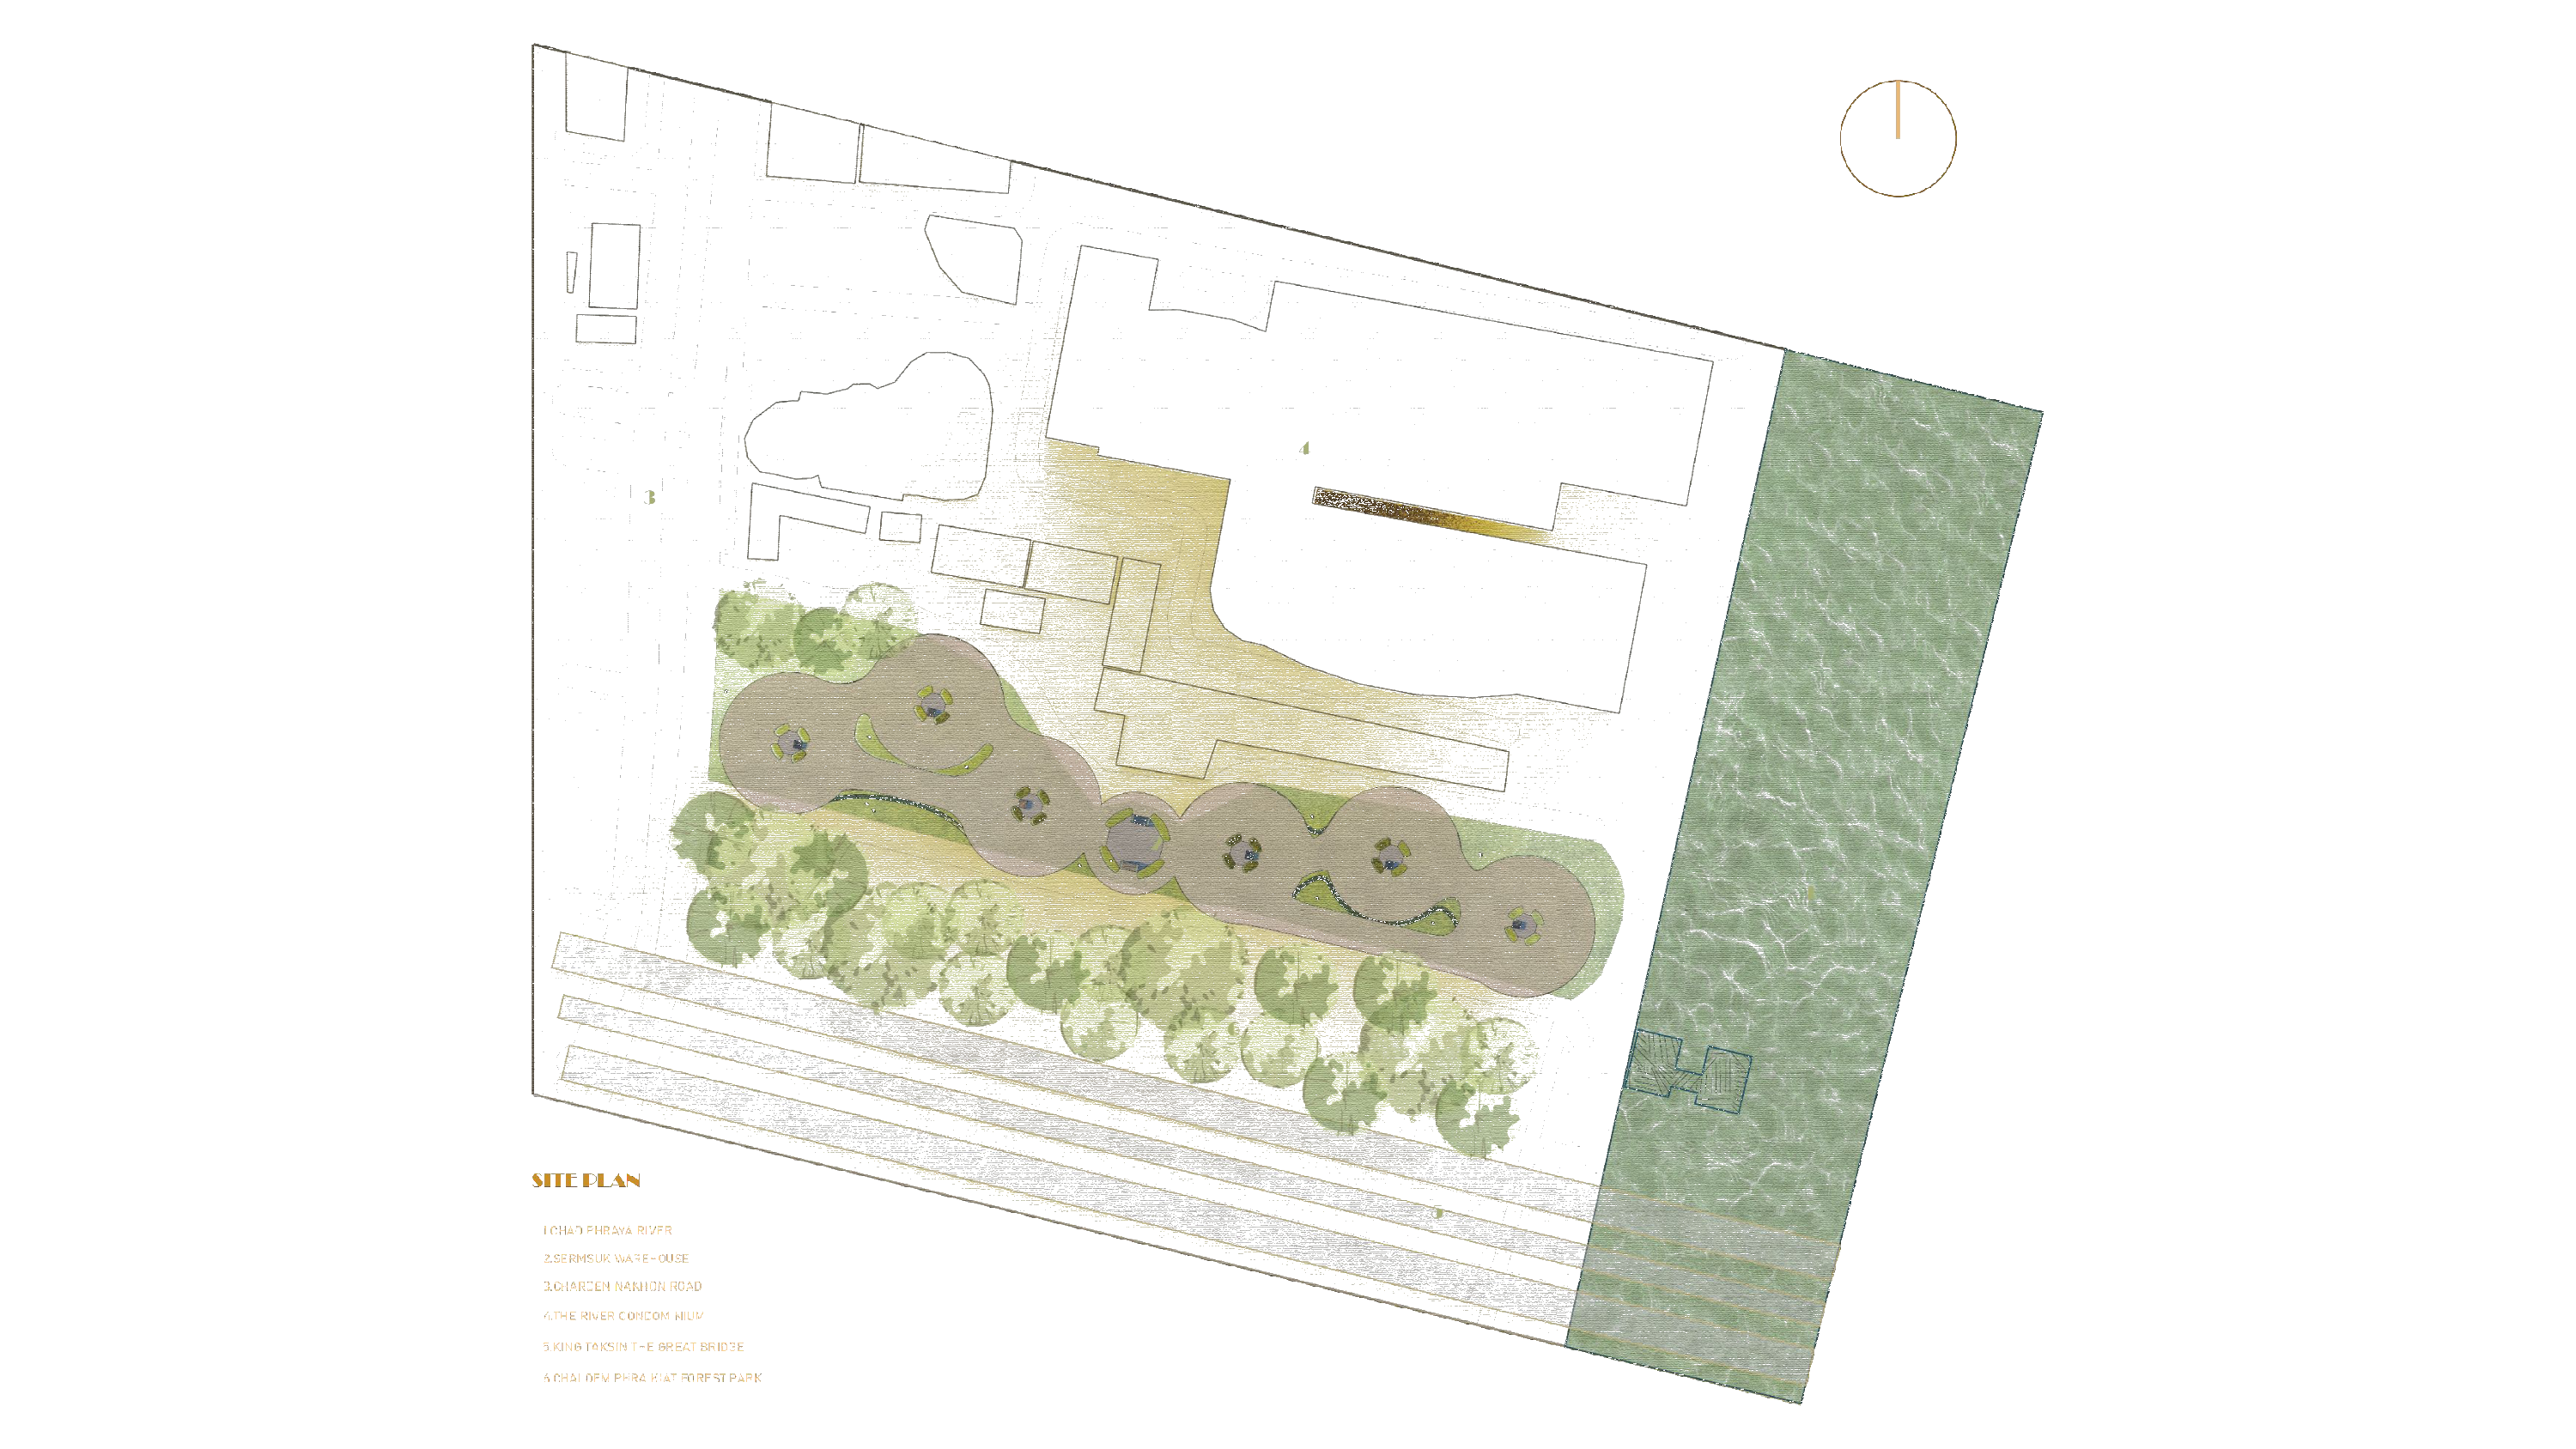 4
3
SITE PLAN
1.CHAO PHRAYA RIVER
2.SERMSUK WAREHOUSE
3.CHAROEN NAKHON ROAD
4.THE RIVER CONDOMINIUM
5.KING TAKSIN THE GREAT BRIDGE
6.CHALOEM PHRA KIAT FOREST PARK